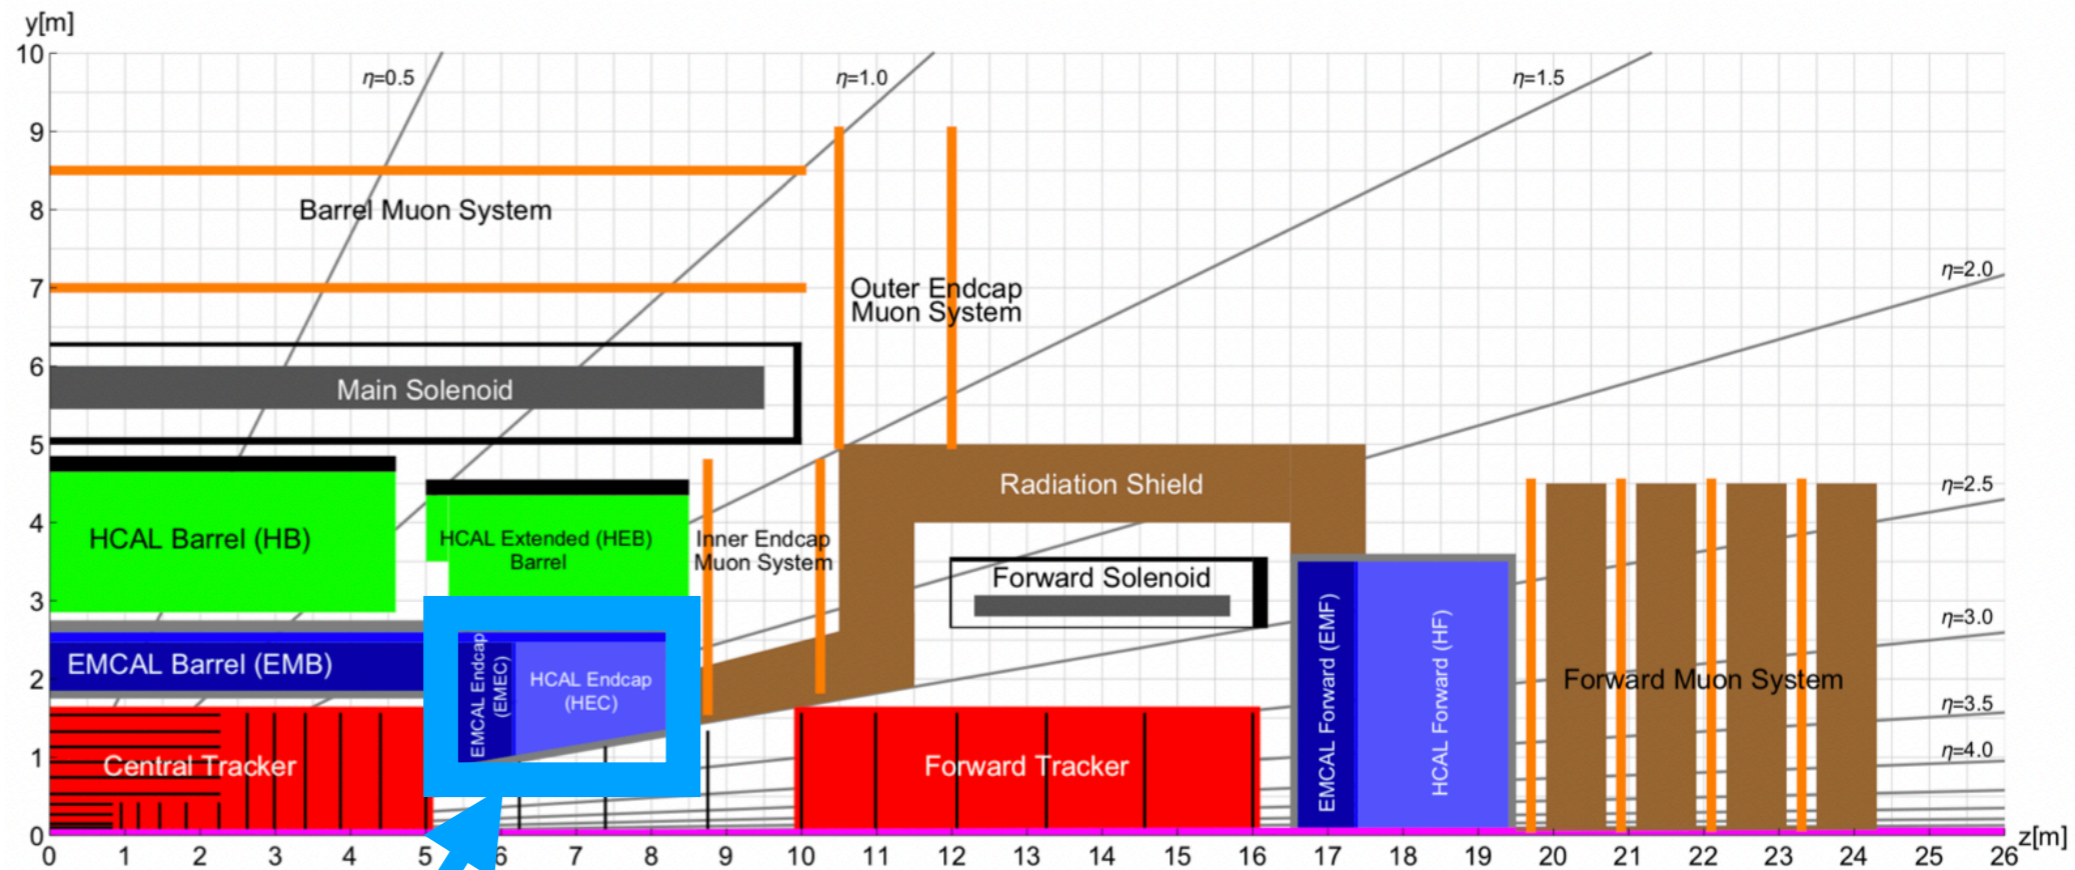 y[m]
10
9
8
7
6
5
4
3
2
1
0
η=0.5
η=1.0
η=1.5
η=2.0
η=2.5
η=3.0
η=3.5
η=4.0
Barrel Muon System
Outer Endcap
Muon System
Main Solenoid
Radiation Shield
HCAL Barrel (HB)
HCAL Extended (HEB)
Barrel
Inner Endcap
Muon System
Forward Solenoid
EMCAL Barrel (EMB)
EMCAL Endcap
(EMEC)
HCAL Endcap
(HEC)
EMCAL Forward (EMF)
HCAL Forward (HF)
Forward Muon System
Central Tracker
Forward Tracker
0 1 2 3 4 5 6 7 8 9 10 11 12 13 14 15 16 17 18 19 20 21 22 23 24 25 26
z[m]